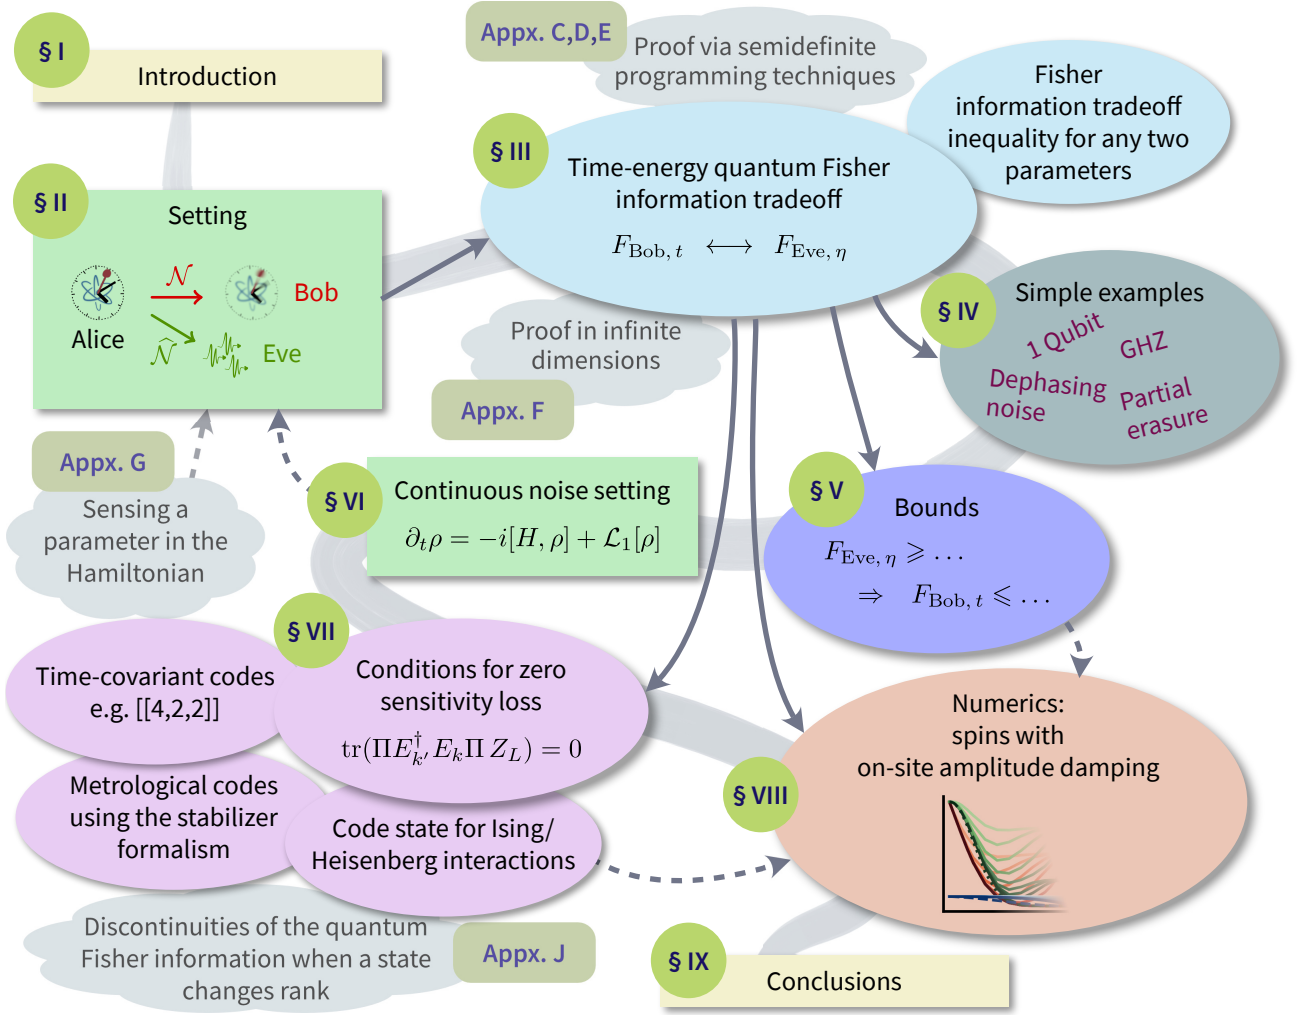 § I
Introduction
§ II
Setting
𝒩
Bob
Alice
𝒩̂
Eve
Appx. C,D,E
Proof via semidefinite
programming techniques
Fisher
information tradeoff
inequality for any two
parameters
§ III
Time-energy quantum Fisher
information tradeoff
F_{Bob, t} ⟷ F_{Eve, η}
§ IV
Simple examples
1 Qubit
GHZ
Dephasing
noise
Partial
erasure
Proof in infinite
dimensions
Appx. F
Appx. G
Sensing a
parameter in the
Hamiltonian
§ VI
Continuous noise setting
∂_t ρ = −i[H, ρ] + ℒ_1[ρ]
§ V
Bounds
F_{Eve, η} ⩾ …
⇒ F_{Bob, t} ⩽ …
§ VII
Conditions for zero
sensitivity loss
tr(Π E†_{k′} E_k Π Z_L) = 0
Time-covariant codes
e.g. [[4,2,2]]
Metrological codes
using the stabilizer
formalism
Code state for Ising/
Heisenberg interactions
§ VIII
Numerics:
spins with
on-site amplitude damping
Discontinuities of the quantum
Fisher information when a state
changes rank
Appx. J
§ IX
Conclusions